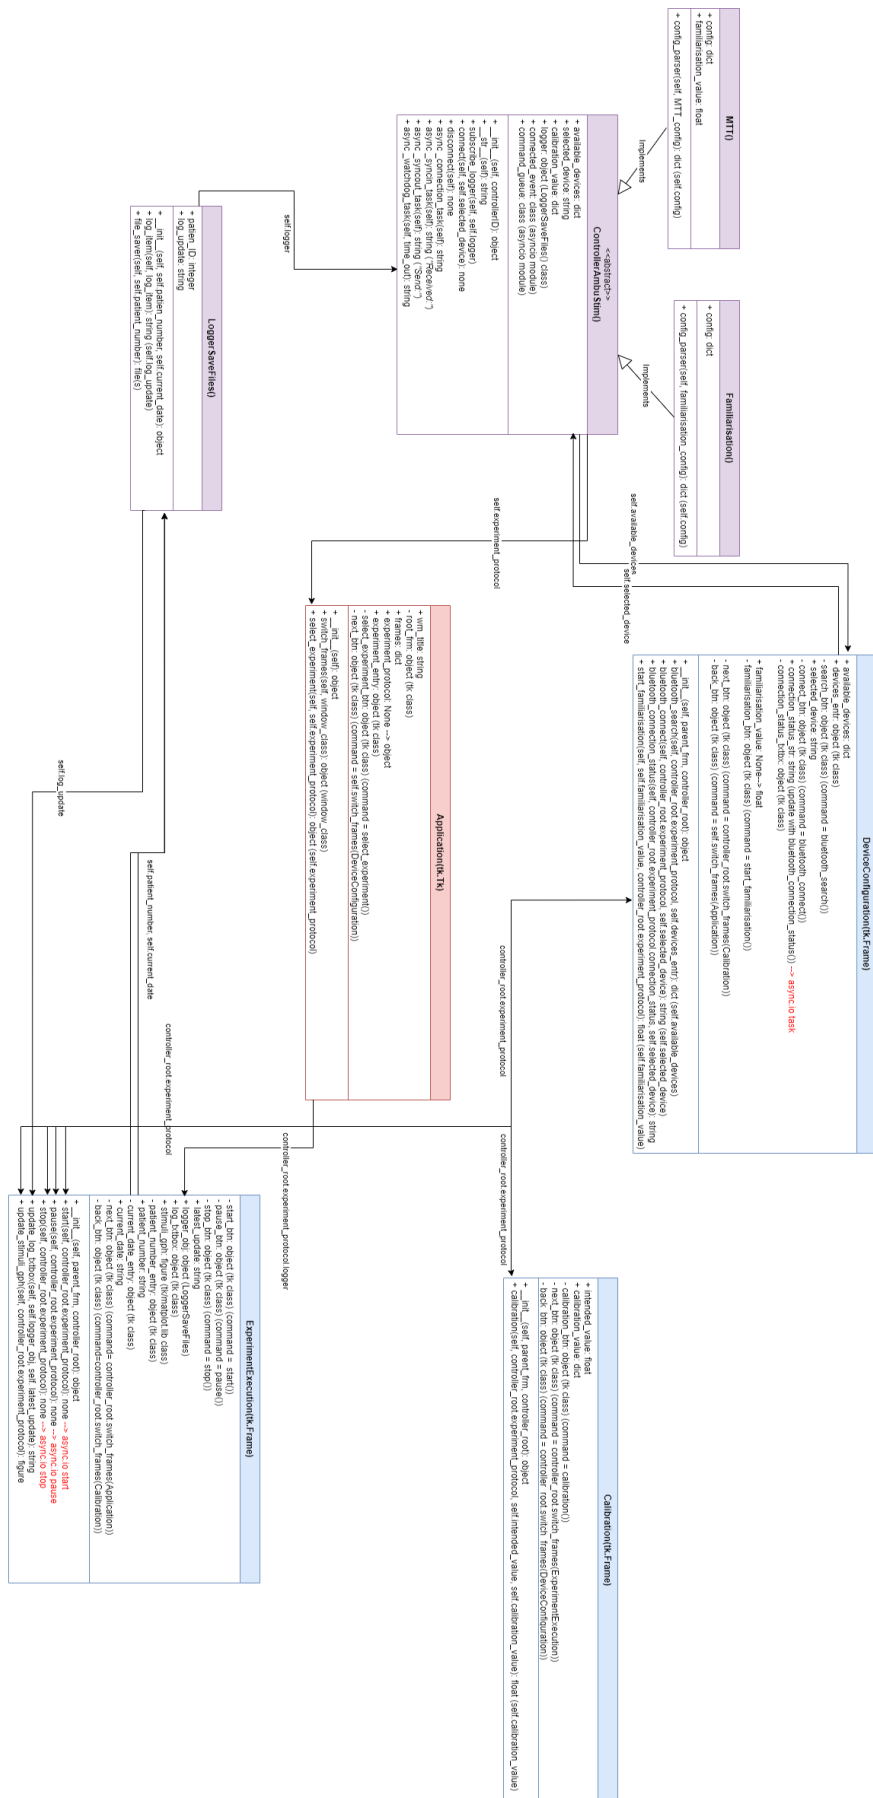 MTT()
+ config: dict
+ familiarisation_value: float
+ config_parser(self, MTT_config): dict (self.config)
Familiarisation()
+ config: dict
+ config_parser(self, familiarisation_config): dict (self.config)
Implements
Implements
<<abstract>>
ControllerAmbuStim()
+ available_devices: dict
+ selected_device: string
+ calibration_value: dict
+ logger: object (LoggerSaveFiles() class)
+ connected_event: class (asyncio module)
+ command_queue: class (asyncio module)
+ __init__(self, controllerID): object
+ __str__(self): string
+ subscribe_logger(self, self.logger)
+ connect(self, self.selected_device): none
+ disconnect(self): none
+ async _connection_task(self): string
+ async _syncin_task(self): string ("Received:")
+ async _syncout_task(self): string ("Send:")
+ async _watchdog_task(self, time_out): string
self.logger
LoggerSaveFiles()
+ patien_ID: integer
+ log_update: string
+ __init__(self, self.patien_number, self.current_date): object
+ log_item(self, log_item): string (self.log_update)
+ file_saver(self, self.patient_number): file(s)
self.available_devices
self.selected_device
self.experiment_protocol
DeviceConfiguration(tk.Frame)
+ available_devices: dict
+ devices_entr: object (tk class)
- search_btn: object (tk class) (command = bluetooth_search())
+ selected_device: string
- connect_btn: object (tk class) (command = bluetooth_connect())
+ connection_status_str: string (update with bluetooth_connection_status()) --> async.io task
- connection_status_txtbx: object (tk class)
+ familiarisation_value: None--> float
- familiarisation_btn: object (tk class) (command = start_familiarisation())
- next_btn: object (tk class) (command = controller_root.switch_frames(Calibration))
- back_btn: object (tk class) (command = self.switch_frames(Application))
+ __init__(self, parent_frm, controller_root): object
+ bluetooth_search(self, controller_root.experiment_protocol, self.devices_entr): dict (self.available_devices)
+ bluetooth_connect(self, controller_root.experiment_protocol, self.selected_device): string (self.selected_device)
+ bluetooth_connection_status(self, controller_root.experiment_protocol.connection_status, self.selected_device): string
+ start_familiarisation(self, self.familiarisation_value, controller_root.experiment_protocol): float (self.familiarisation_value)
Application(tk.Tk)
+ wm_title: string
- root_frm: object (tk class)
+ frames: dict
+ experiment_protocol: None --> object
+ experiment_entry: object (tk class)
- select_experiment_btn: object (tk class) (command = select_experiment())
- next_btn: object (tk class) (command = self.switch_frames(DeviceConfiguration))
+ __init__(self): object
+ switch_frames(self, window_class): object (window_class)
+ select_experiment(self, self.experiment_protocol): object (self.experiment_protocol)
self.log_update
self.patient_number, self.current_date
controller_root.experiment_protocol
controller_root.experiment_protocol
controller_root.experiment_protocol
controller_root.experiment_protocol.logger
ExperimentExecution(tk.Frame)
- start_btn: object (tk class) (command = start())
- pause_btn: object (tk class) (command = pause())
- stop_btn: object (tk class) (command = stop())
+ latest_update: string
+ logger_obj: object (LoggerSaveFiles)
+ log_txtbox: object (tk class)
+ stimuli_gph: figure (tk/matplot.lib class)
- patient_number_entry: object (tk class)
+ patient_number: string
- current_date_entry: object (tk class)
+ current_date: string
- next_btn: object (tk class) (command= controller_root.switch_frames(Application))
- back_btn: object (tk class) (command=controller_root.switch_frames(Calibration))
+ __init__(self, parent_frm, controller_root): object
+ start(self, controller_root.experiment_protocol): none --> async.io start
+ pause(self, controller_root.experiment_protocol): none --> async.io pause
+ stop(self, controller_root.experiment_protocol): none --> async.io stop
+ update_log_txtbox(self, self.logger_obj, self. latest_update): string
+ update_stimuli_gph(self, controller_root.experiment_protocol): figure
Calibration(tk.Frame)
+ intended_value: float
+ calibration_value: dict
- calibration_btn: object (tk class) (command = calibration())
- next_btn: object (tk class) (command = controller_root.switch_frames(ExperimentExecution))
- back_btn: object (tk class) (command = controller_root.switch_frames(DeviceConfiguration))
+ __init__(self, parent_frm, controller_root): object
+ calibration(self, controller_root.experiment_protocol, self.intended_value, self.calibration_value): float (self.calibration_value)